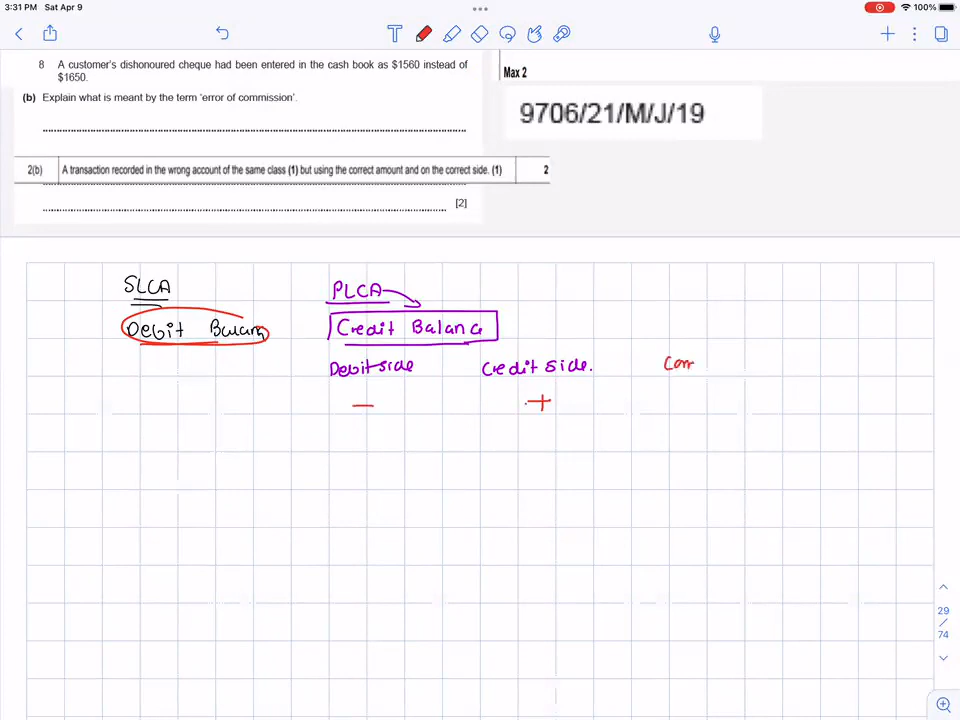 3:31 PM Sat Apr 9
100%
8 A customer's dishonoured cheque had been entered in the cash book as $1560 instead of
$1650.
Max 2
9706/21/M/J/19
(b) Explain what is meant by the term 'error of commission'.
2(b) A transaction recorded in the wrong account of the same class (1) but using the correct amount and on the correct side. (1) 2
[2]
SLCA
PLCA
Debit
Credit Balance
Debit side Credit side. Corr
— +
29
/
74